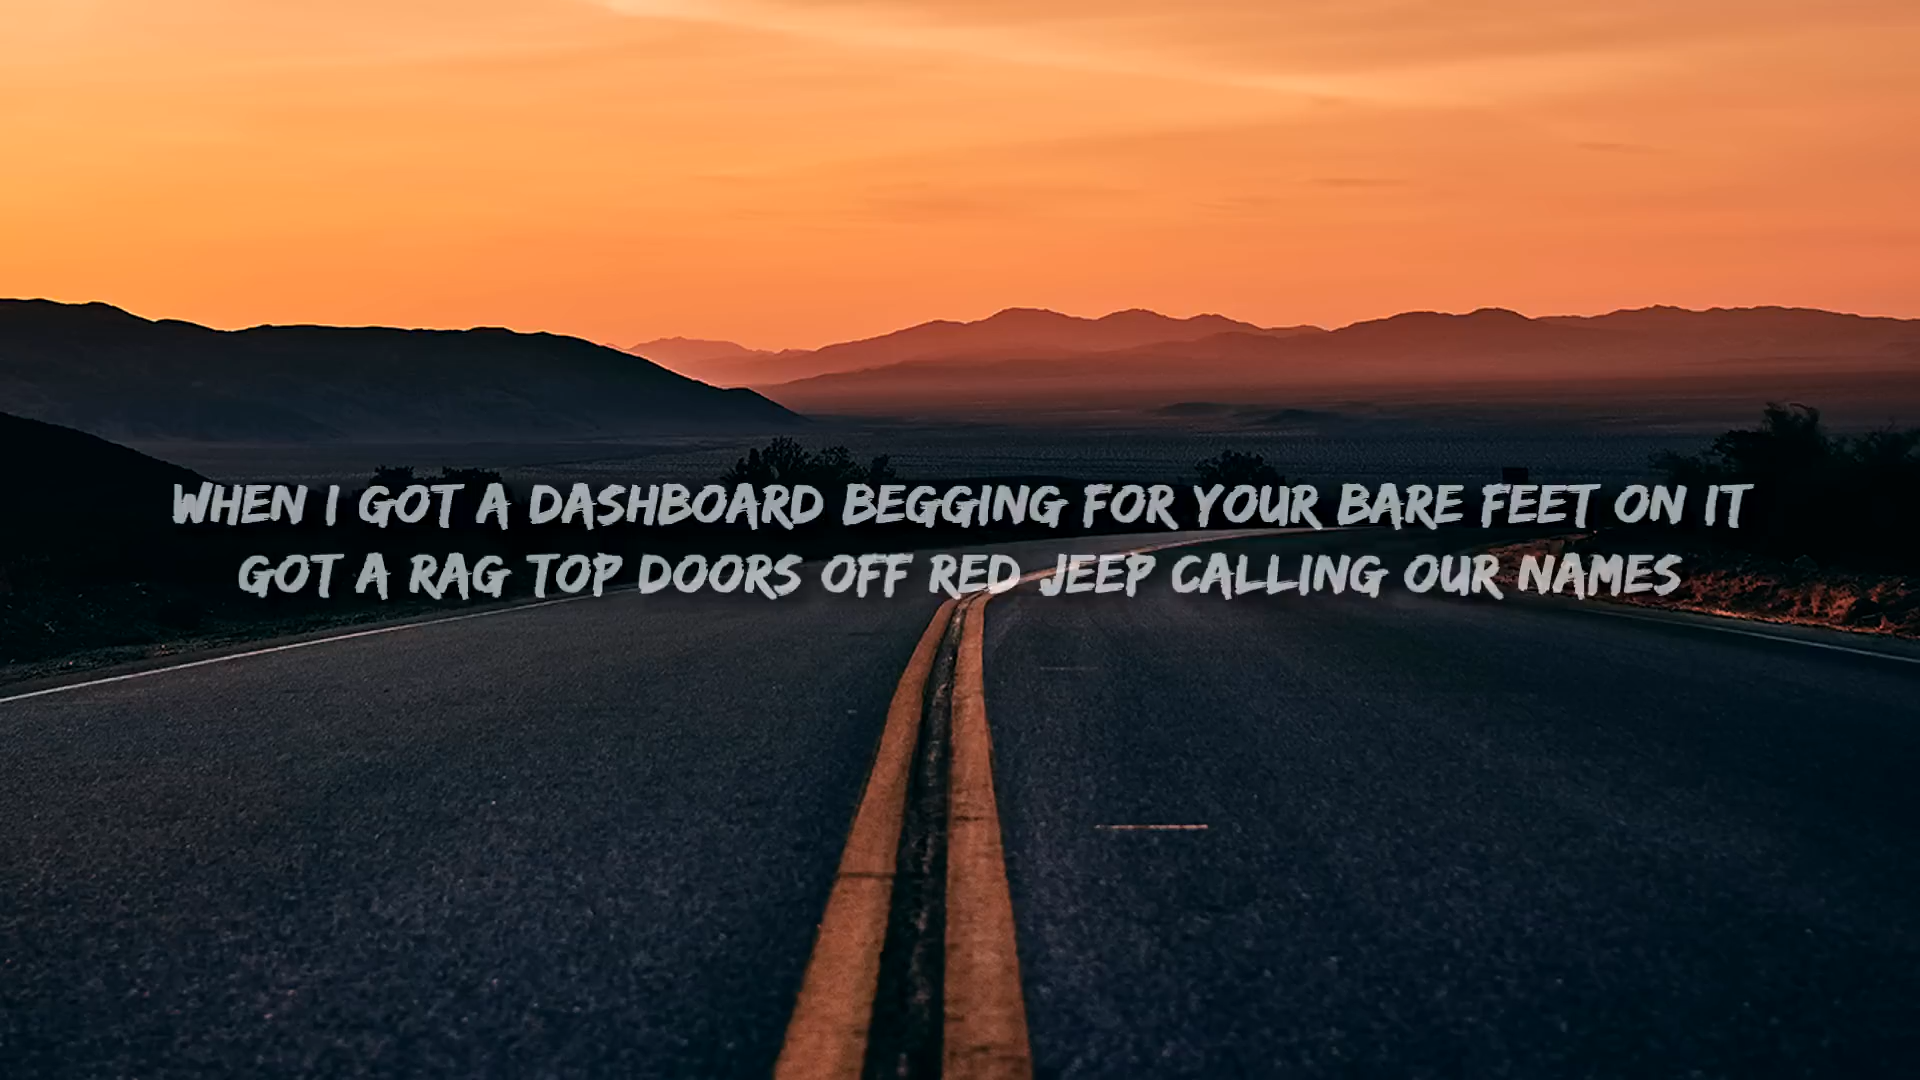 WHEN I GOT A DASHBOARD BEGGING FOR YOUR BARE FEET ON IT
GOT A RAG TOP DOORS OFF RED JEEP CALLING OUR NAMES